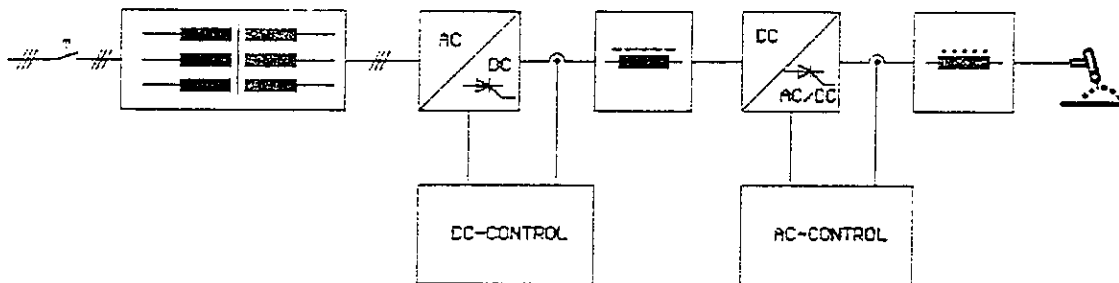 AC
DC
DC
AC/DC
DC-CONTROL
AC-CONTROL